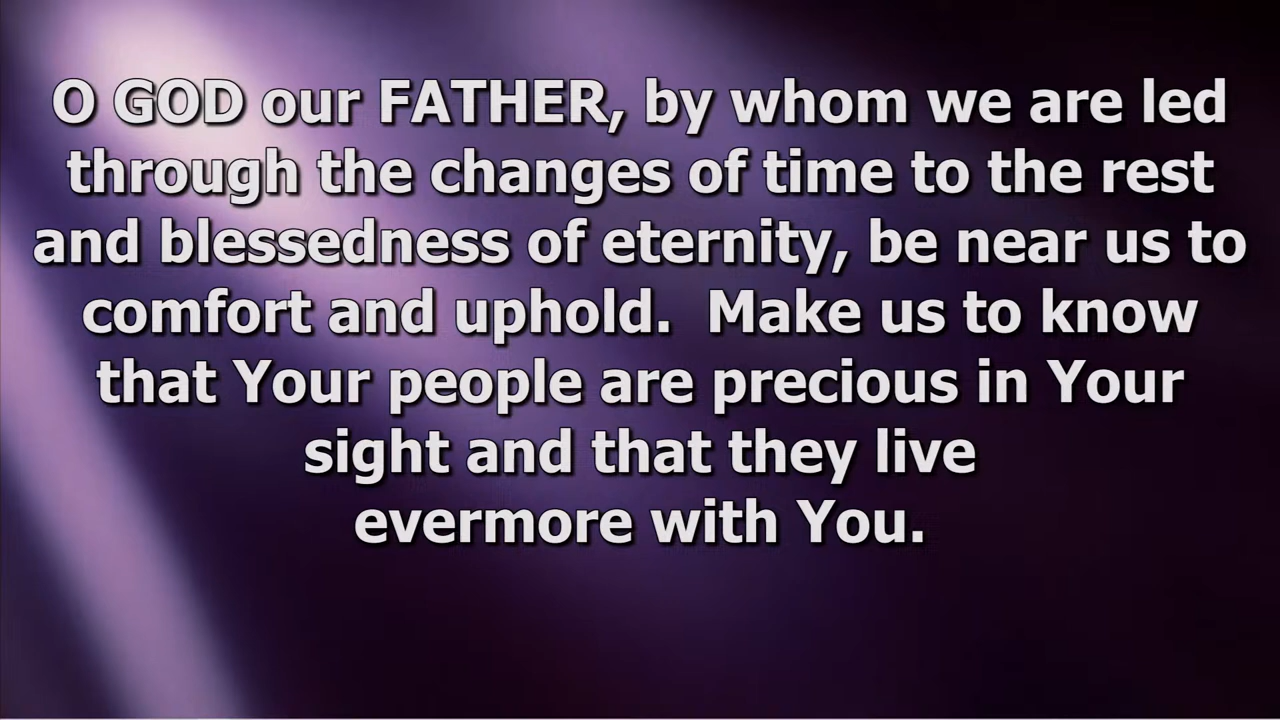 O GOD our FATHER, by whom we are led
through the changes of time to the rest
and blessedness of eternity, be near us to
comfort and uphold.  Make us to know
that Your people are precious in Your
sight and that they live
evermore with You.